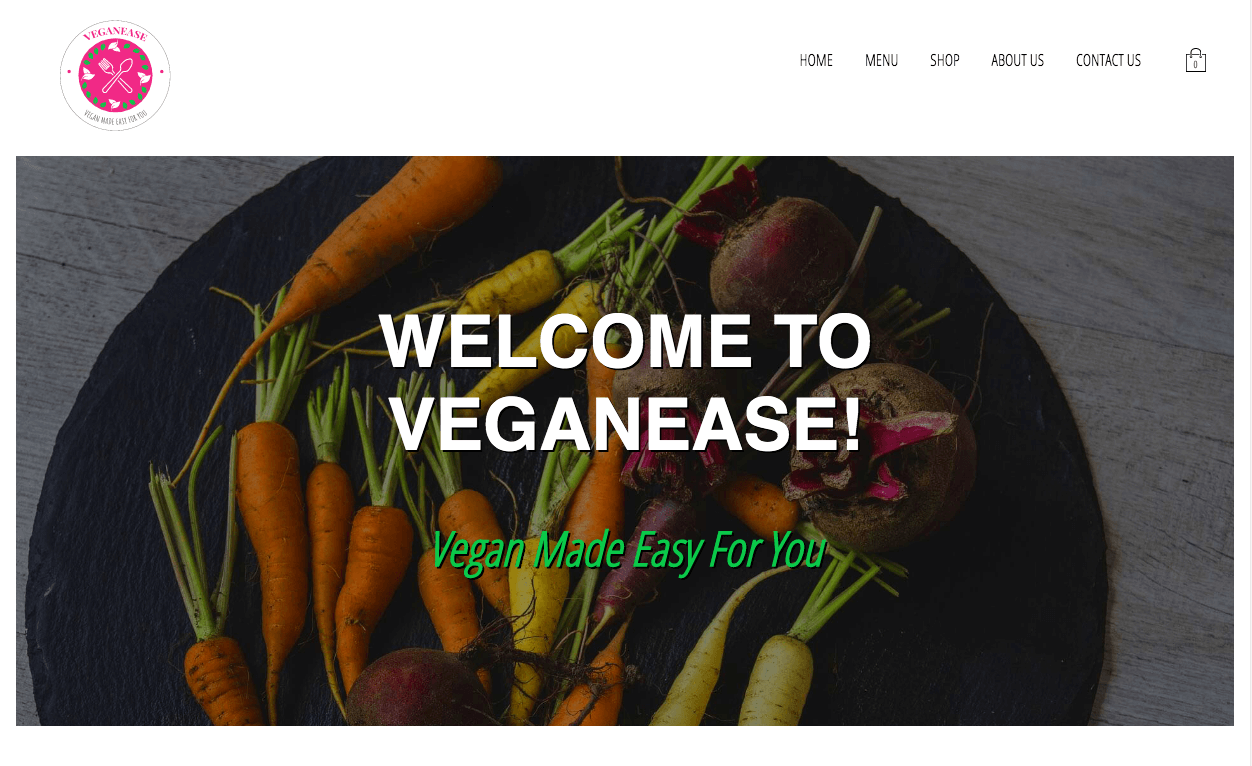 VEGANEASE
VEGAN MADE EASY FOR YOU
HOME MENU SHOP ABOUT US CONTACT US 0
WELCOME TO
VEGANEASE!
Vegan Made Easy For You